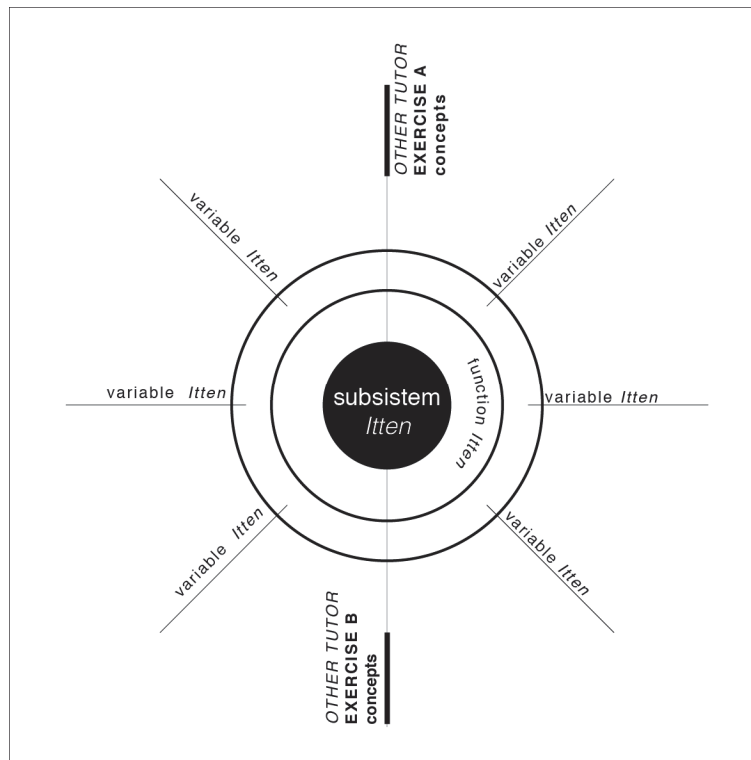 OTHER TUTOR
EXERCISE A
concepts
variable Itten
variable Itten
variable Itten
subsistem
Itten
function Itten
variable Itten
variable Itten
variable Itten
OTHER TUTOR
EXERCISE B
concepts